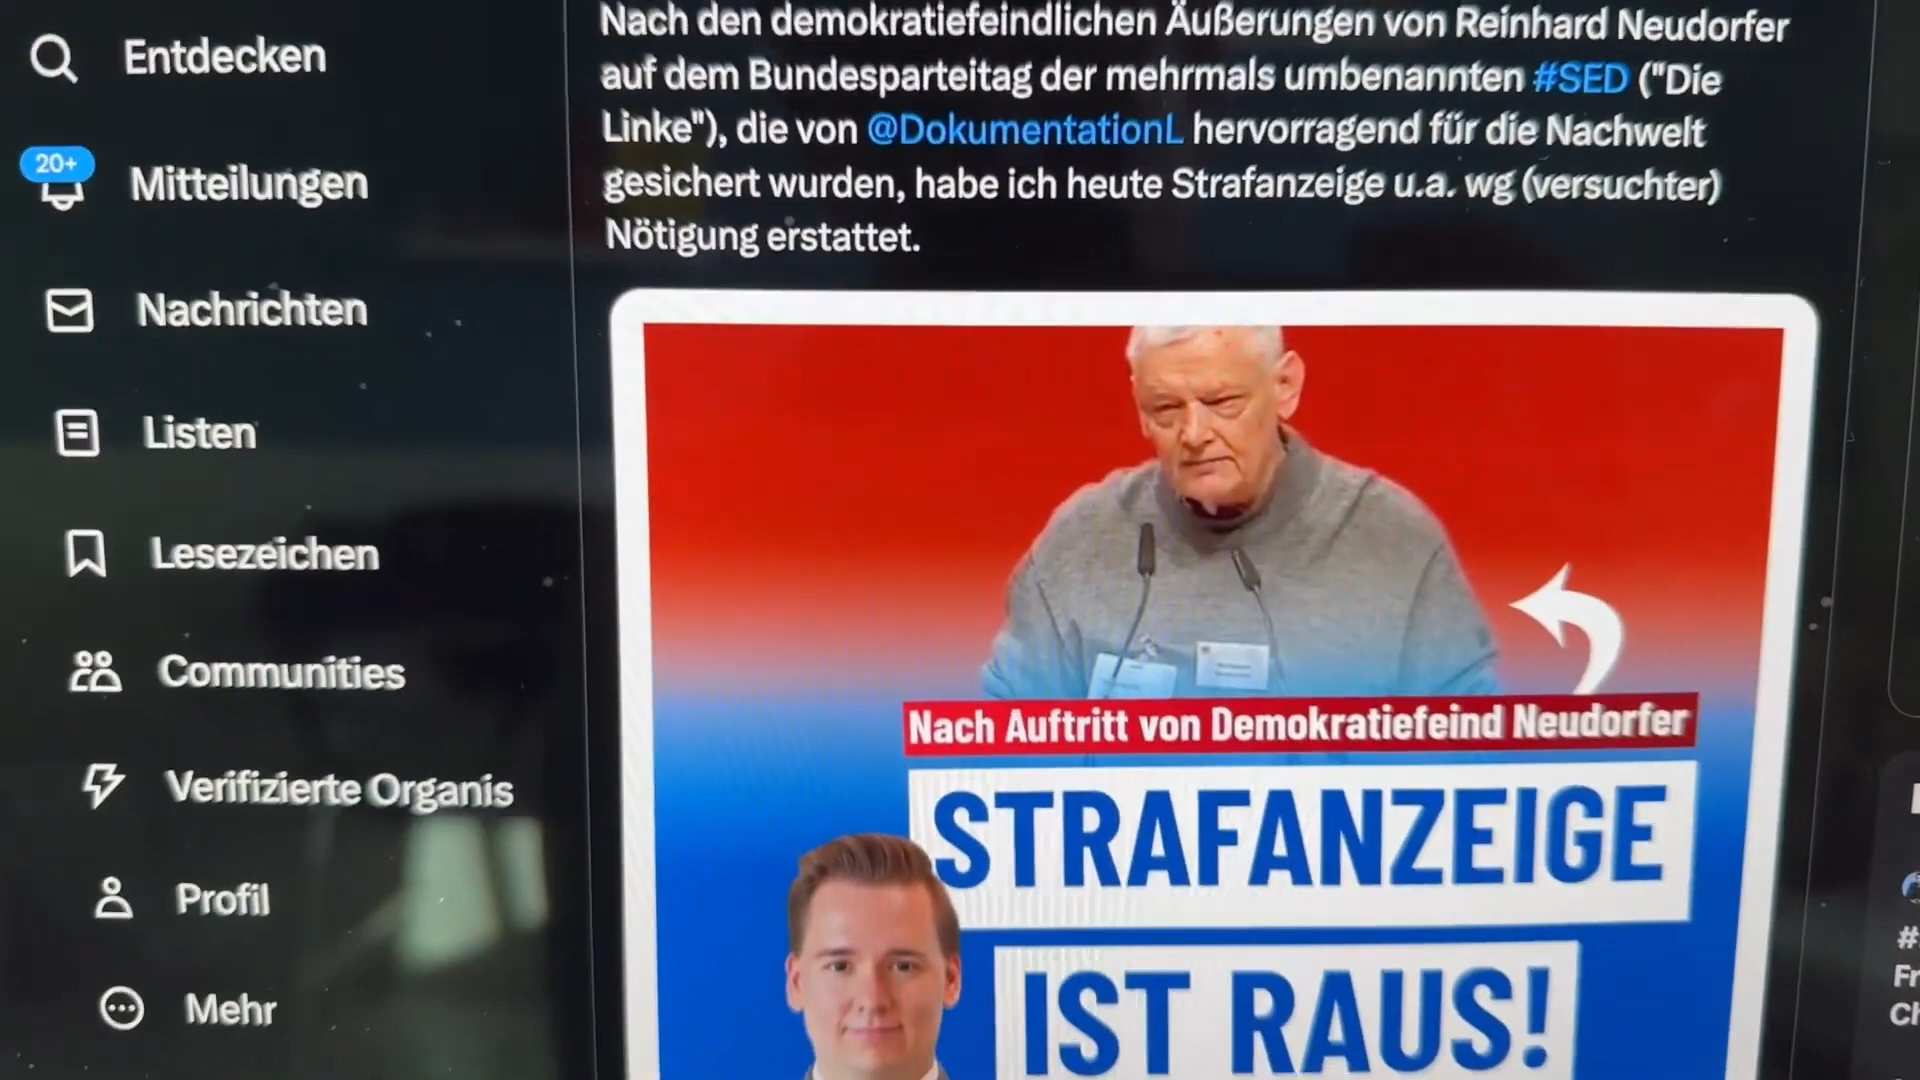 Entdecken
20+
Mitteilungen
Nachrichten
Listen
Lesezeichen
Communities
Verifizierte Organis
Profil
Mehr
Nach den demokratiefeindlichen Äußerungen von Reinhard Neudorfer
auf dem Bundesparteitag der mehrmals umbenannten #SED ("Die
Linke"), die von @DokumentationL hervorragend für die Nachwelt
gesichert wurden, habe ich heute Strafanzeige u.a. wg (versuchter)
Nötigung erstattet.
Nach Auftritt von Demokratiefeind Neudorfer
STRAFANZEIGE
IST RAUS!
#
Fr
Ch